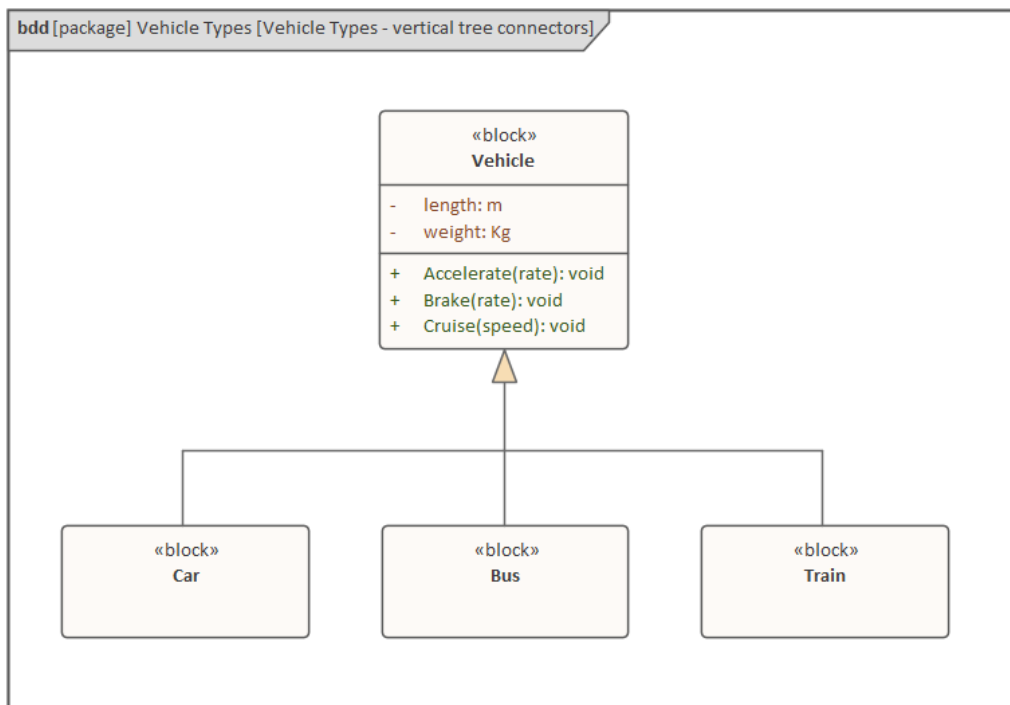 bdd [package] Vehicle Types [Vehicle Types - vertical tree connectors]
«block»
Vehicle
- length: m
- weight: Kg
+ Accelerate(rate): void
+ Brake(rate): void
+ Cruise(speed): void
«block»
Car
«block»
Bus
«block»
Train